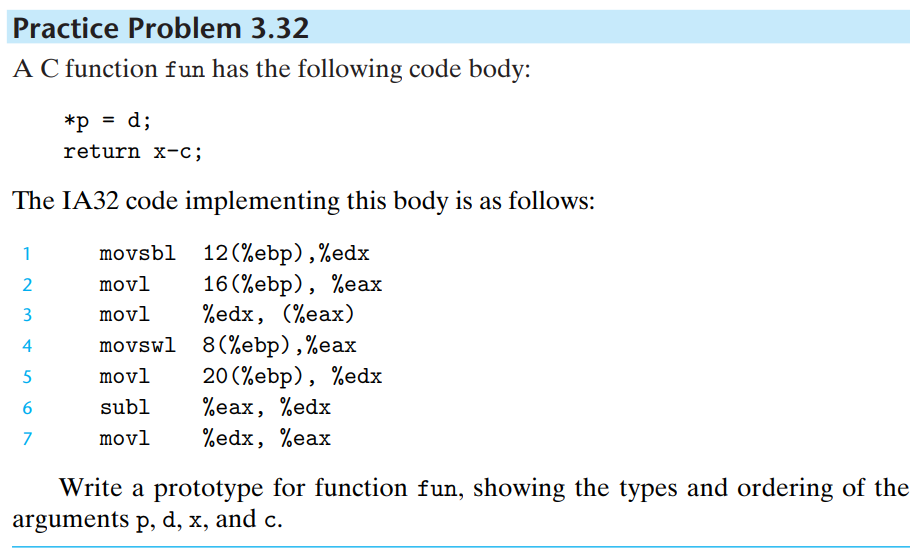 Practice Problem 3.32
A C function fun has the following code body:
*p = d;
return x-c;
The IA32 code implementing this body is as follows:
1 movsbl 12(%ebp),%edx
2 movl 16(%ebp), %eax
3 movl %edx, (%eax)
4 movswl 8(%ebp),%eax
5 movl 20(%ebp), %edx
6 subl %eax, %edx
7 movl %edx, %eax
Write a prototype for function fun, showing the types and ordering of the
arguments p, d, x, and c.